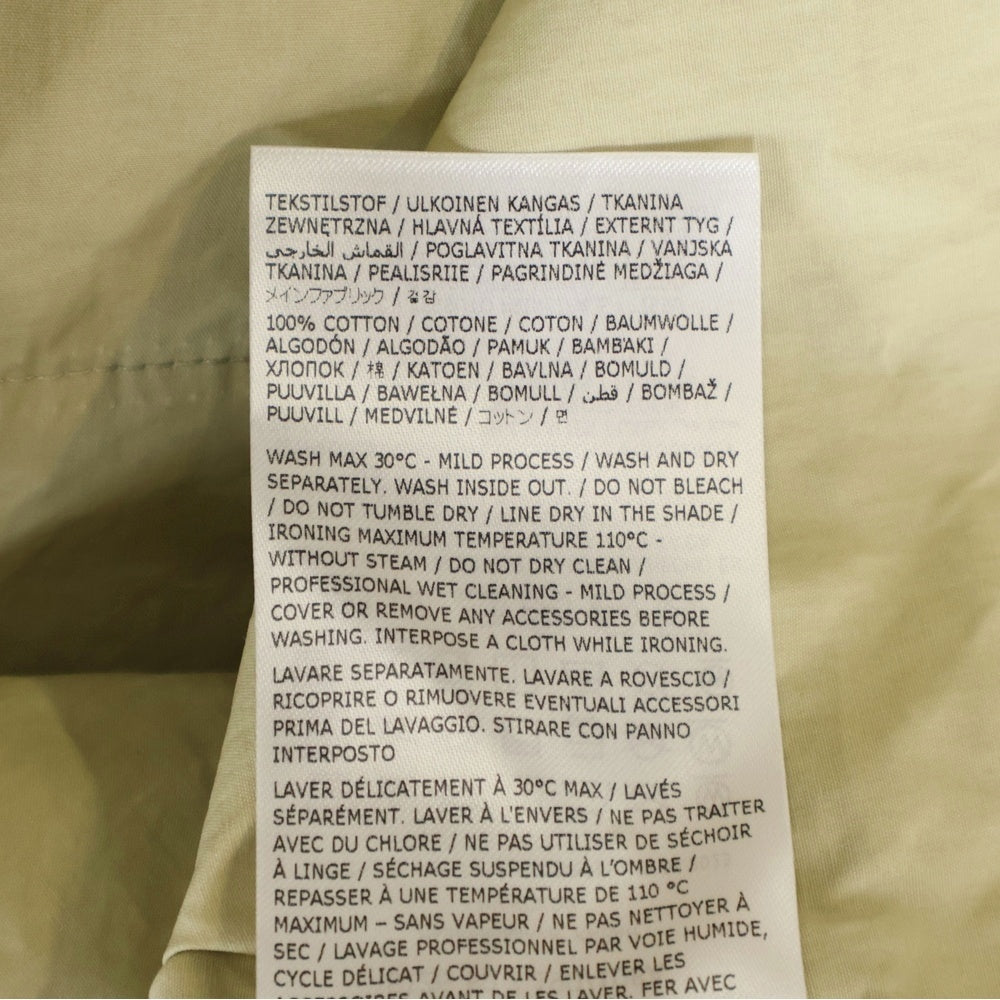 TEKSTILSTOF / ULKOINEN KANGAS / TKANINA
ZEWNĘTRZNA / HLAVNÁ TEXTÍLIA / EXTERNT TYG /
القماش الخارجي / POGLAVITNA TKANINA / VANJSKA
TKANINA / PEALISRIIE / PAGRINDINĖ MEDŽIAGA /
メインファブリック / 겉감
100% COTTON / COTONE / COTON / BAUMWOLLE /
ALGODÓN / ALGODÃO / PAMUK / BAMBAKI /
ХЛОПОК / 棉 / KATOEN / BAVLNA / BOMULD /
PUUVILLA / BAWEŁNA / BOMULL / قطن / BOMBAŽ /
PUUVILL / MEDVILNĖ / コットン / 면
WASH MAX 30°C - MILD PROCESS / WASH AND DRY
SEPARATELY. WASH INSIDE OUT. / DO NOT BLEACH
/ DO NOT TUMBLE DRY / LINE DRY IN THE SHADE /
IRONING MAXIMUM TEMPERATURE 110°C -
WITHOUT STEAM / DO NOT DRY CLEAN /
PROFESSIONAL WET CLEANING - MILD PROCESS /
COVER OR REMOVE ANY ACCESSORIES BEFORE
WASHING. INTERPOSE A CLOTH WHILE IRONING.
LAVARE SEPARATAMENTE. LAVARE A ROVESCIO /
RICOPRIRE O RIMUOVERE EVENTUALI ACCESSORI
PRIMA DEL LAVAGGIO. STIRARE CON PANNO
INTERPOSTO
LAVER DÉLICATEMENT À 30°C MAX / LAVÉS
SÉPARÉMENT. LAVER À L'ENVERS / NE PAS TRAITER
AVEC DU CHLORE / NE PAS UTILISER DE SÉCHOIR
À LINGE / SÉCHAGE SUSPENDU À L'OMBRE /
REPASSER À UNE TEMPÉRATURE DE 110 °C
MAXIMUM – SANS VAPEUR / NE PAS NETTOYER À
SEC / LAVAGE PROFESSIONNEL PAR VOIE HUMIDE,
CYCLE DÉLICAT / COUVRIR / ENLEVER LES
ACCESSOIRES AVANT DE LES LAVER. FER AVEC